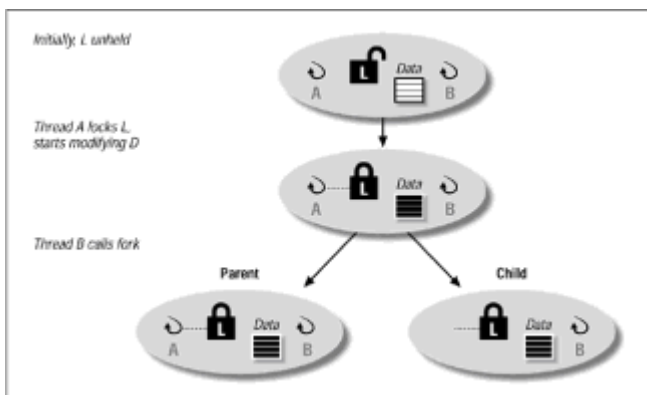 Initially, L unheld
L
Data
A
B
Thread A locks L,
starts modifying D
L
Data
A
B
Thread B calls fork
Parent
Child
L
Data
A
B
L
Data
B